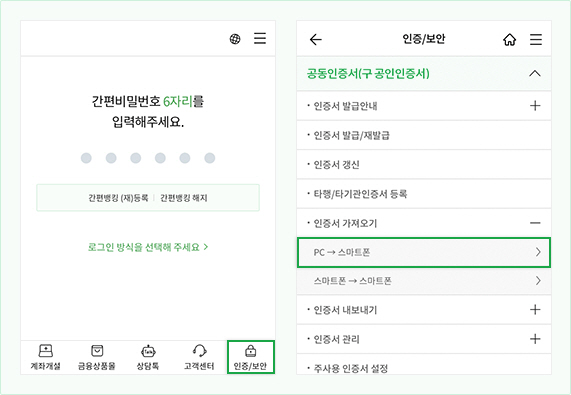 간편비밀번호 6자리를
입력해주세요.
간편뱅킹 (재)등록 | 간편뱅킹 해지
로그인 방식을 선택해 주세요 >
계좌개설
금융상품몰
Talk
상담톡
고객센터
인증/보안
인증/보안
공동인증서(구 공인인증서)
· 인증서 발급안내
· 인증서 발급/재발급
· 인증서 갱신
· 타행/타기관인증서 등록
· 인증서 가져오기
PC → 스마트폰
스마트폰 → 스마트폰
· 인증서 내보내기
· 인증서 관리
· 주사용 인증서 설정